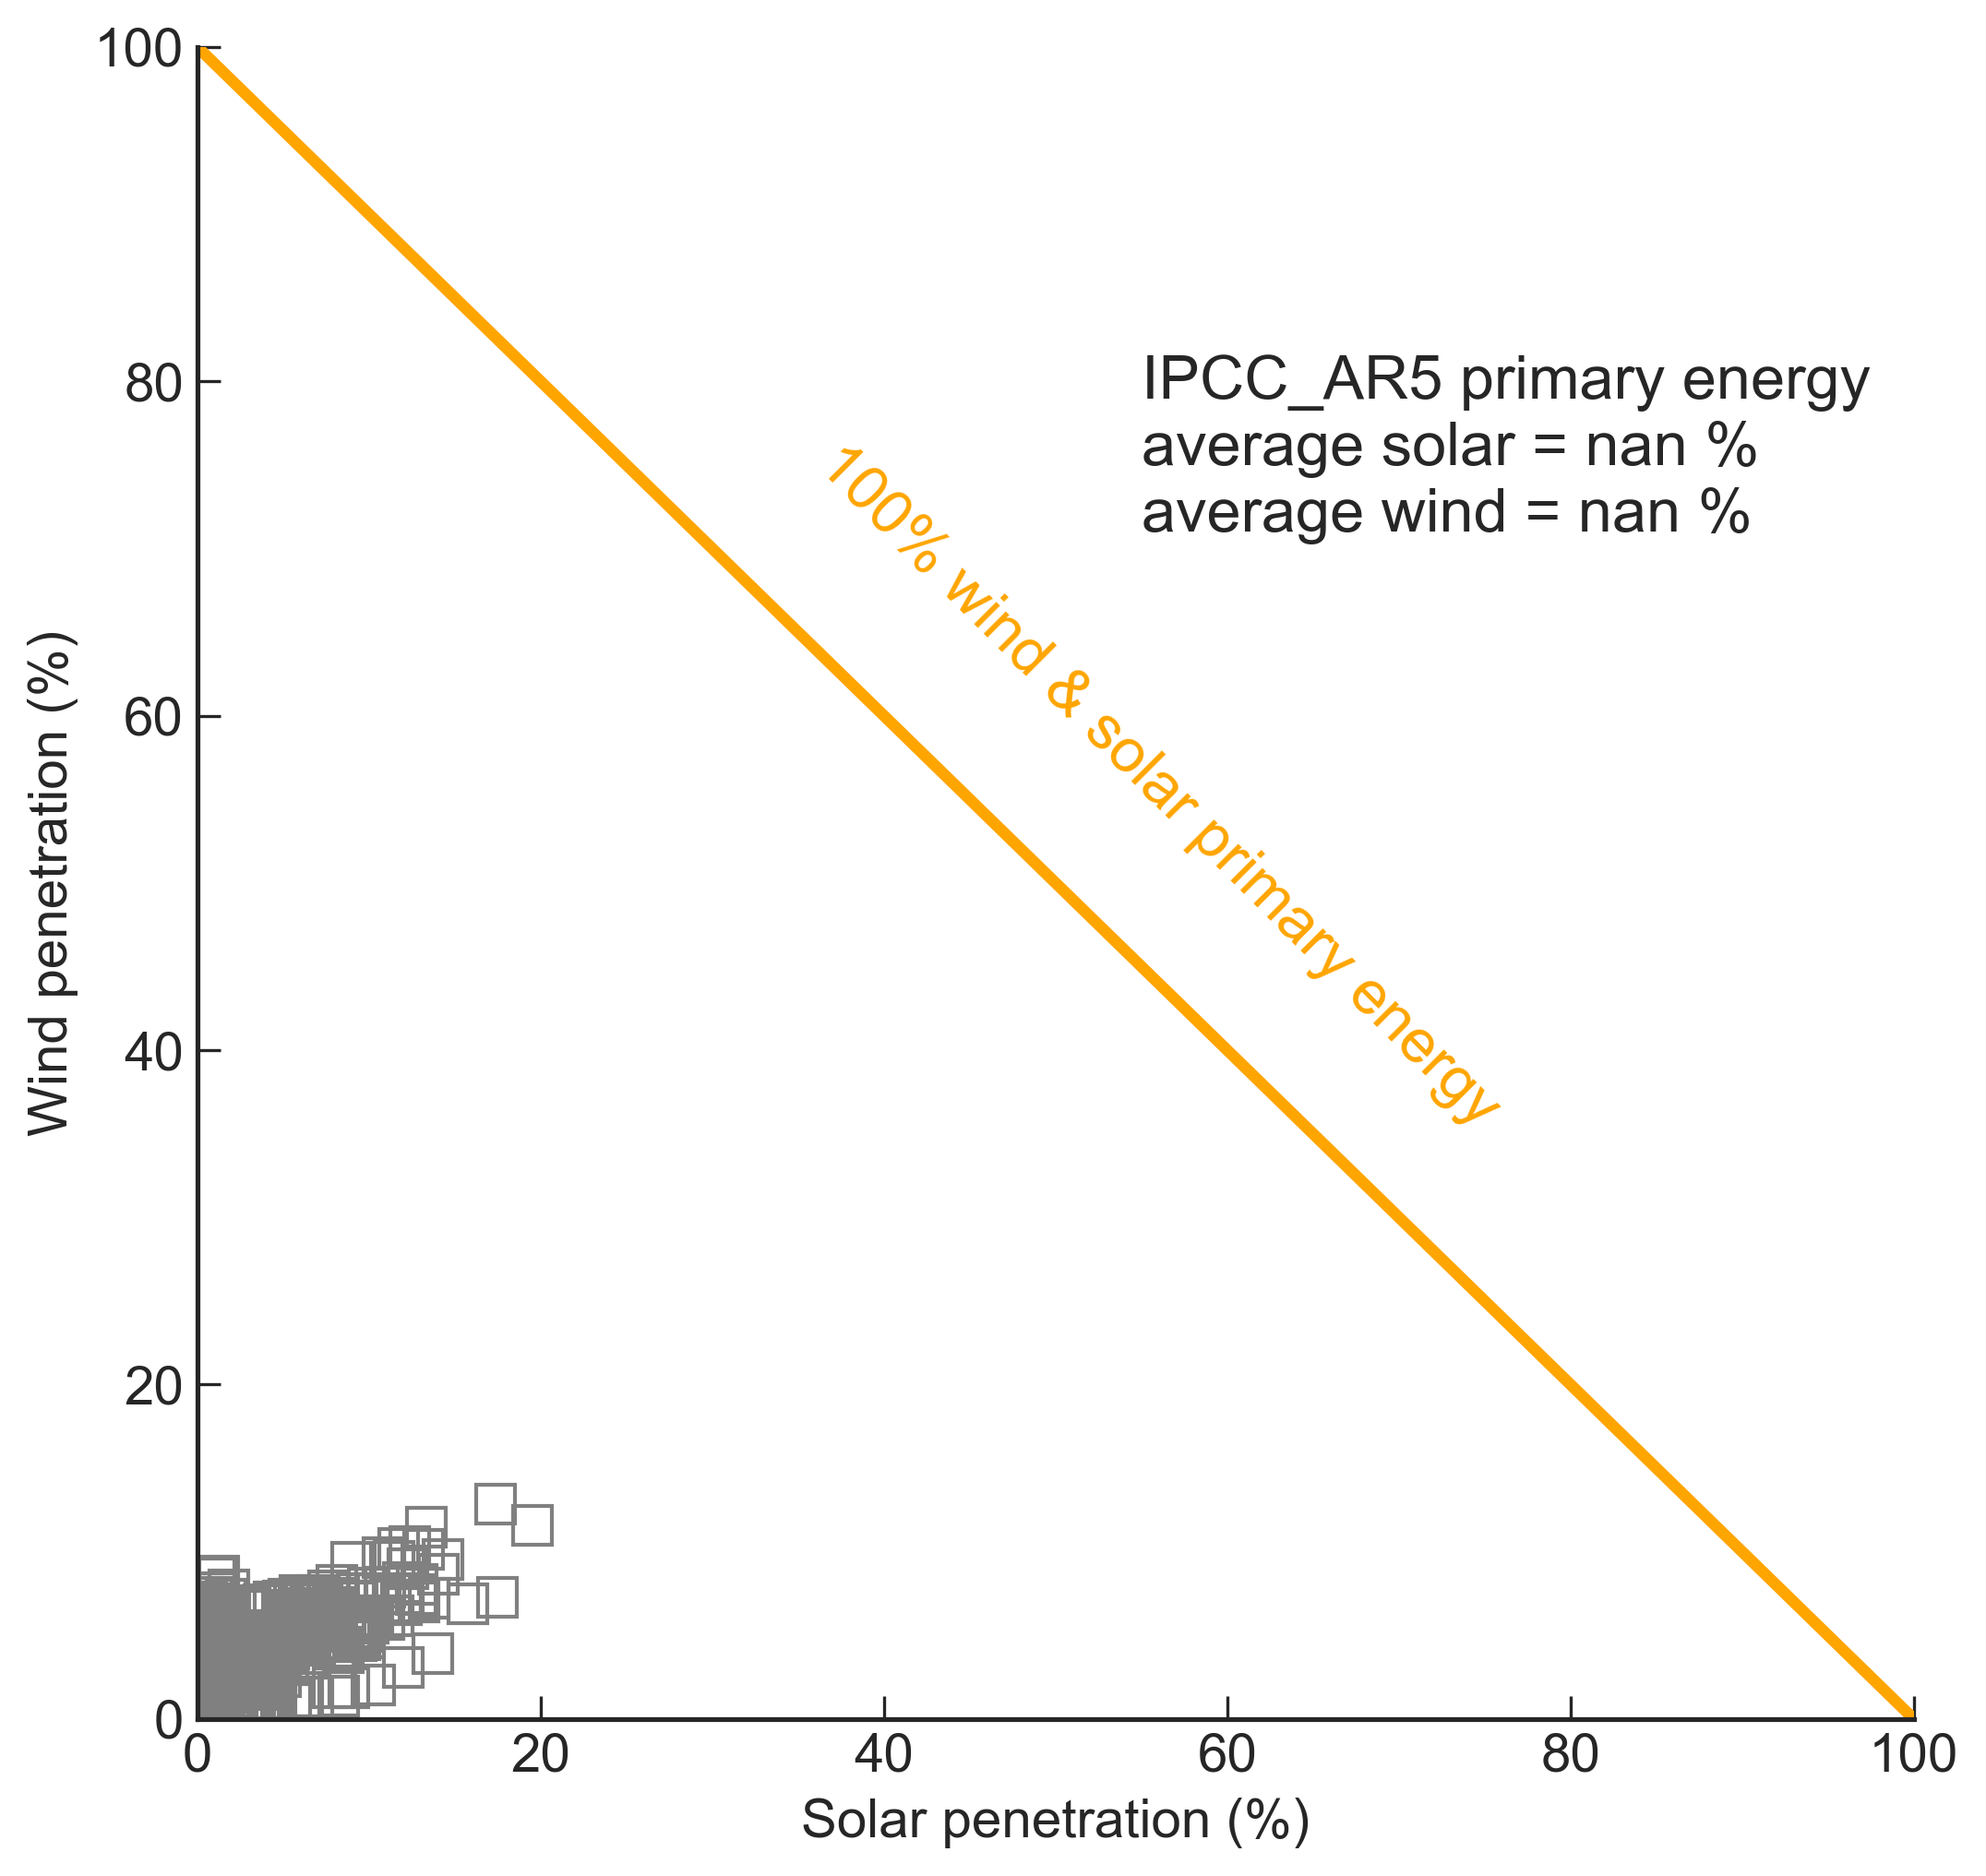 100
80
60
40
20
0
Wind penetration (%)
IPCC_AR5 primary energy
average solar = nan %
average wind = nan %
100% wind & solar primary energy
0 20 40 60 80 100
Solar penetration (%)